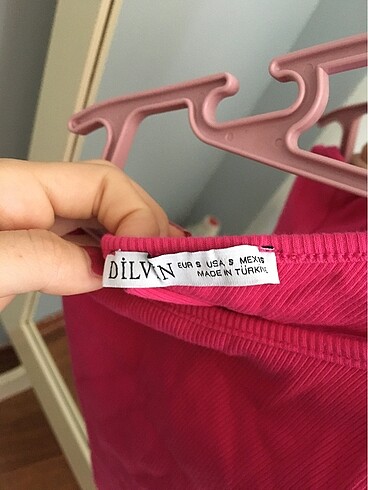 DİLVİN
EUR S USA S MEX S
MADE IN TÜRKİYE